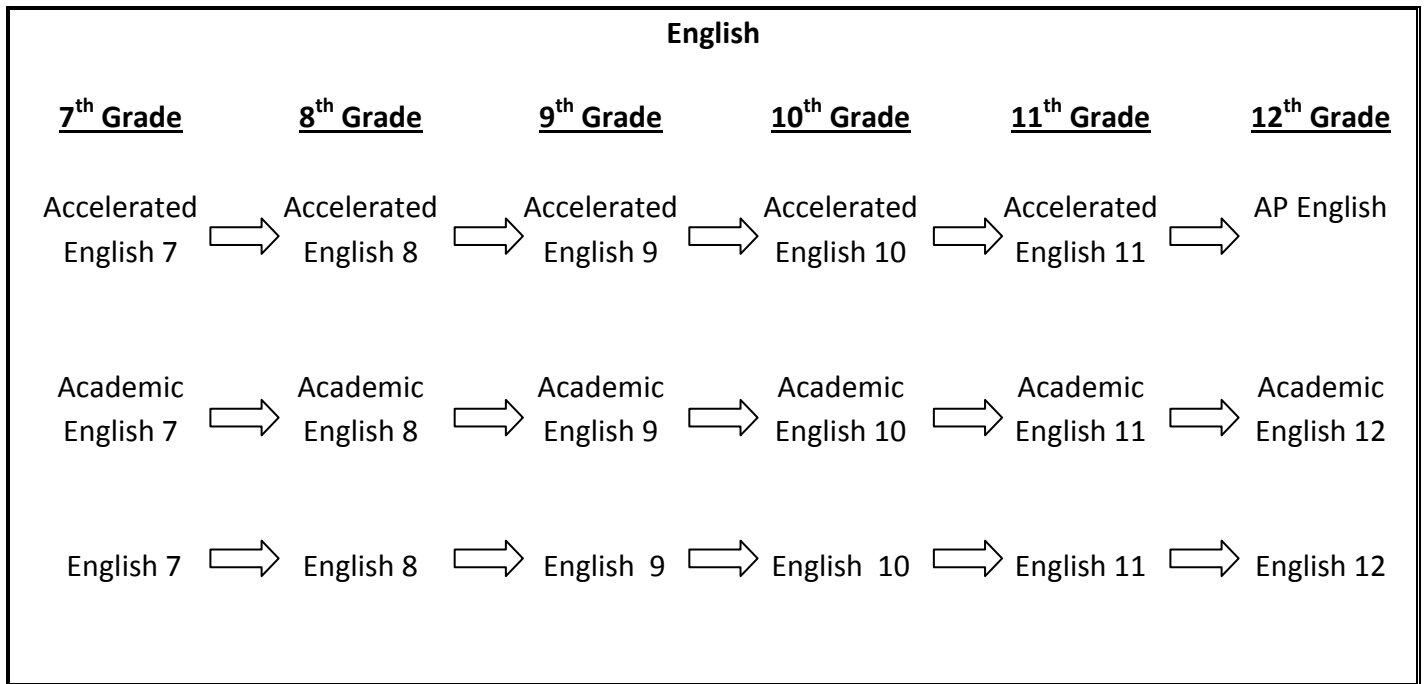 English
7th Grade 8th Grade 9th Grade 10th Grade 11th Grade 12th Grade
Accelerated Accelerated Accelerated Accelerated Accelerated AP English
English 7 English 8 English 9 English 10 English 11
Academic Academic Academic Academic Academic Academic
English 7 English 8 English 9 English 10 English 11 English 12
English 7 English 8 English 9 English 10 English 11 English 12